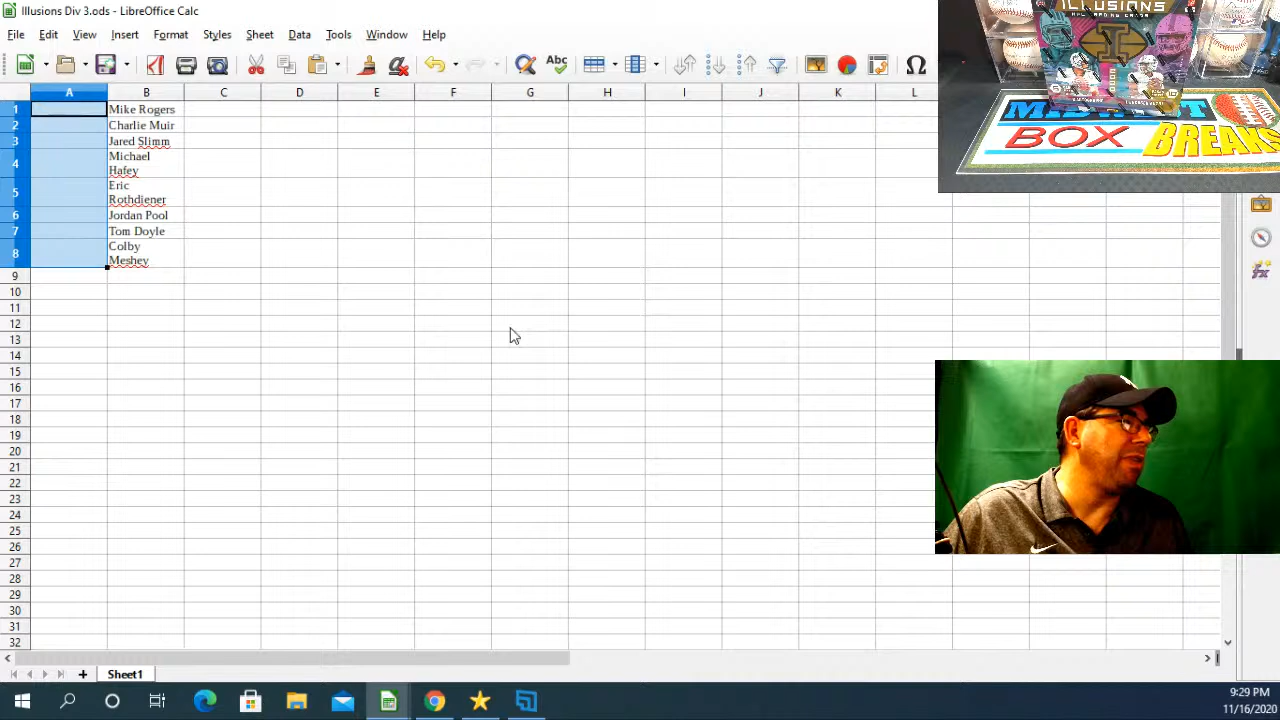 Illusions Div 3.ods - LibreOffice Calc
File Edit View Insert Format Styles Sheet Data Tools Window Help
A B C D E F G H I J K L
1 Mike Rogers
2 Charlie Muir
3 Jared Slimm
4 Michael
Hafey
5 Eric
Rothdiener
6 Jordan Pool
7 Tom Doyle
8 Colby
Meshey
9
10
11
12
13
14
15
16
17
18
19
20
21
22
23
24
25
26
27
28
29
30
31
32
Sheet1
9:29 PM
11/16/2020
ILLUSIONS
MIDWEST
BOX BREAKS